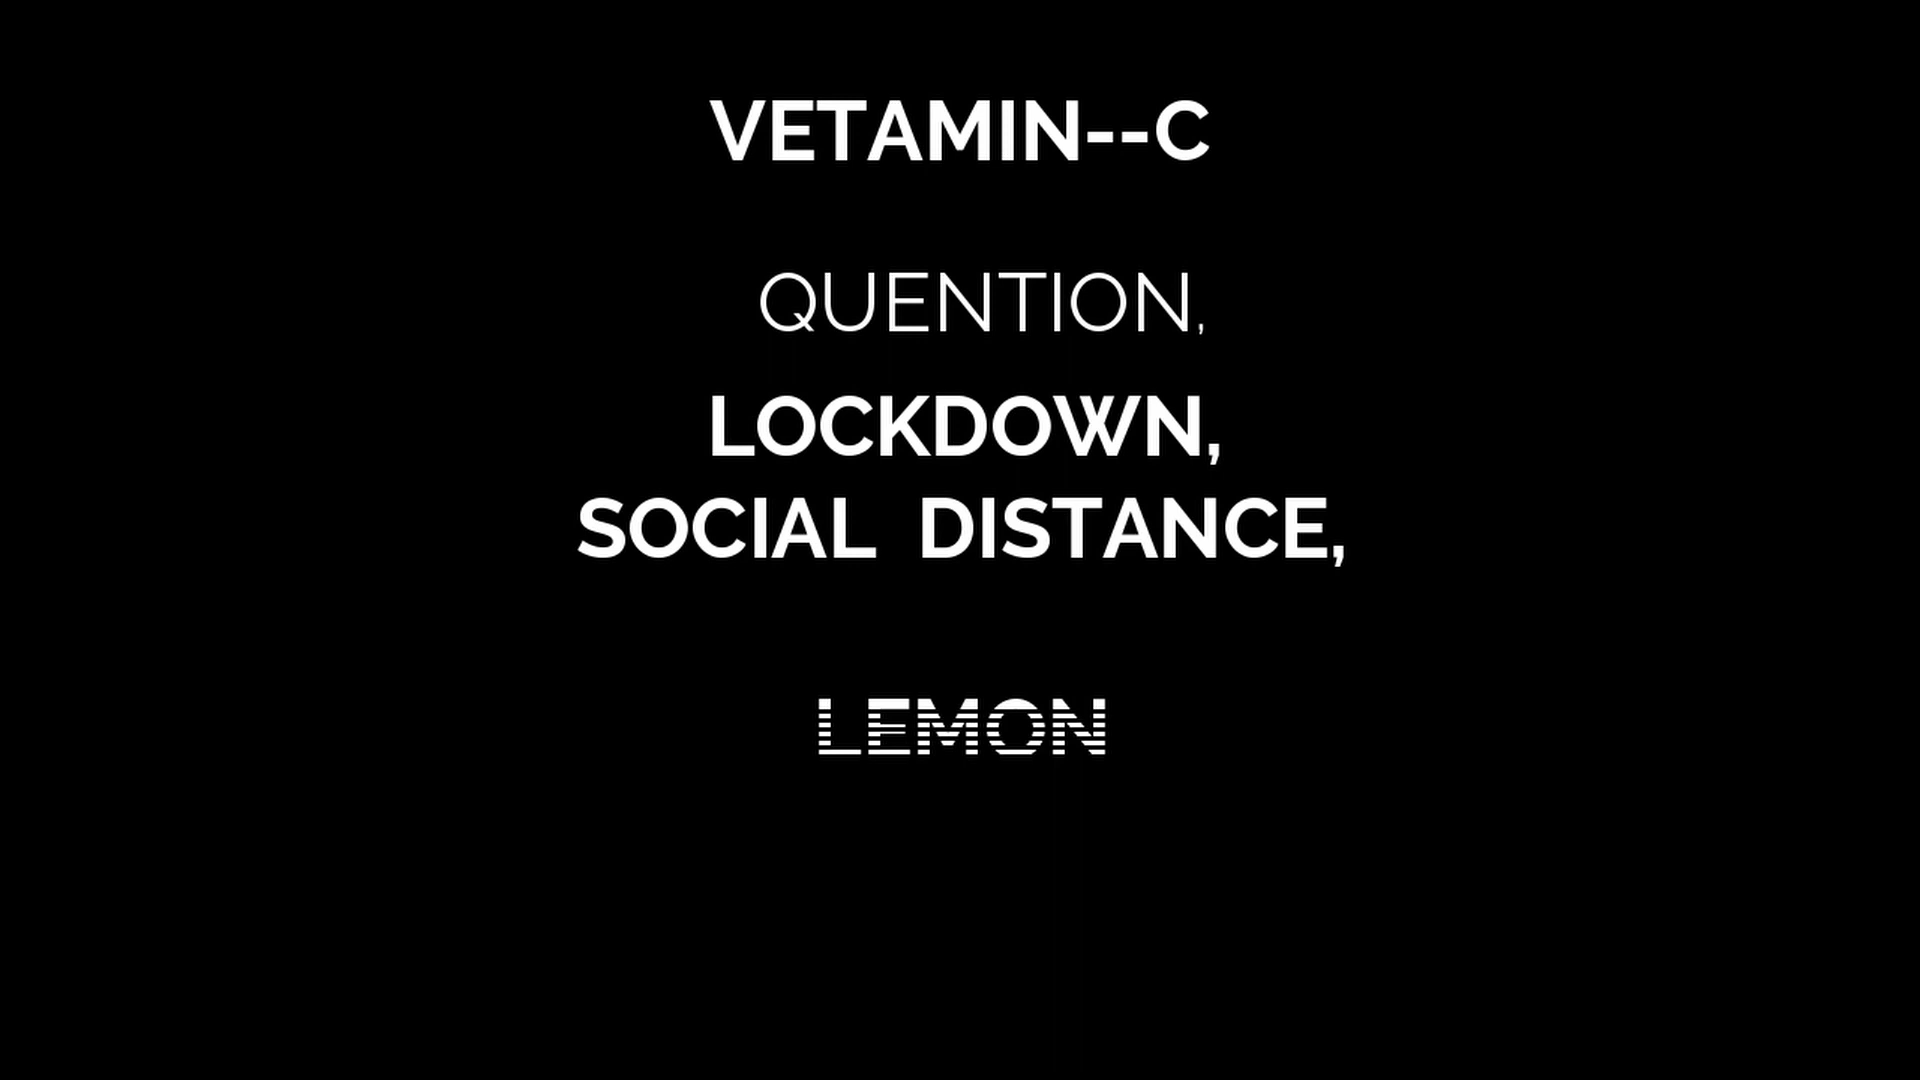 VETAMIN--C
QUENTION,
LOCKDOWN,
SOCIAL DISTANCE,
LEMON